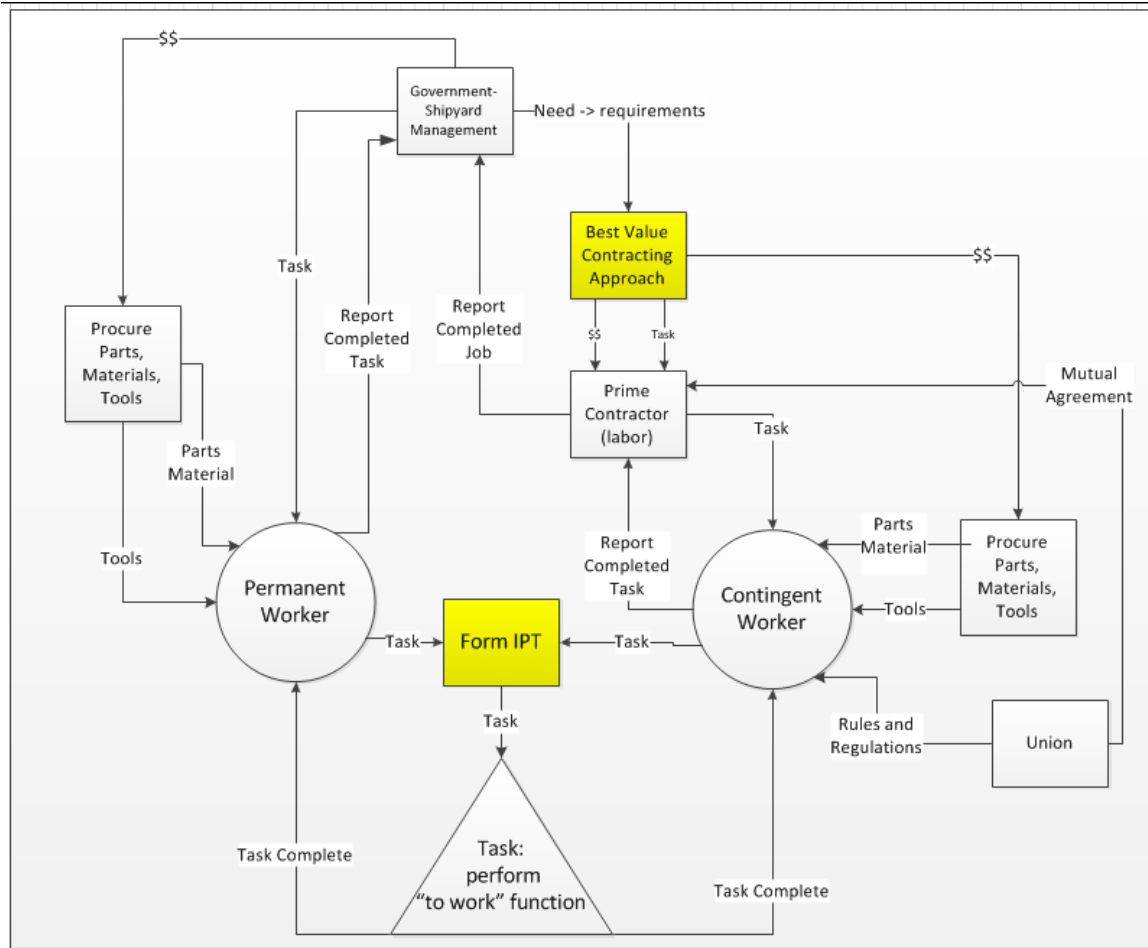 $$
Government-
Shipyard
Management
Need -> requirements
Best Value
Contracting
Approach
$$
Task
Report
Completed
Task
Report
Completed
Job
$$
Task
Procure
Parts,
Materials,
Tools
Prime
Contractor
(labor)
Mutual
Agreement
Task
Parts
Material
Tools
Permanent
Worker
Report
Completed
Task
Contingent
Worker
Parts
Material
Tools
Procure
Parts,
Materials,
Tools
Task
Form IPT
Task
Task
Rules and
Regulations
Union
Task:
perform
“to work” function
Task Complete
Task Complete